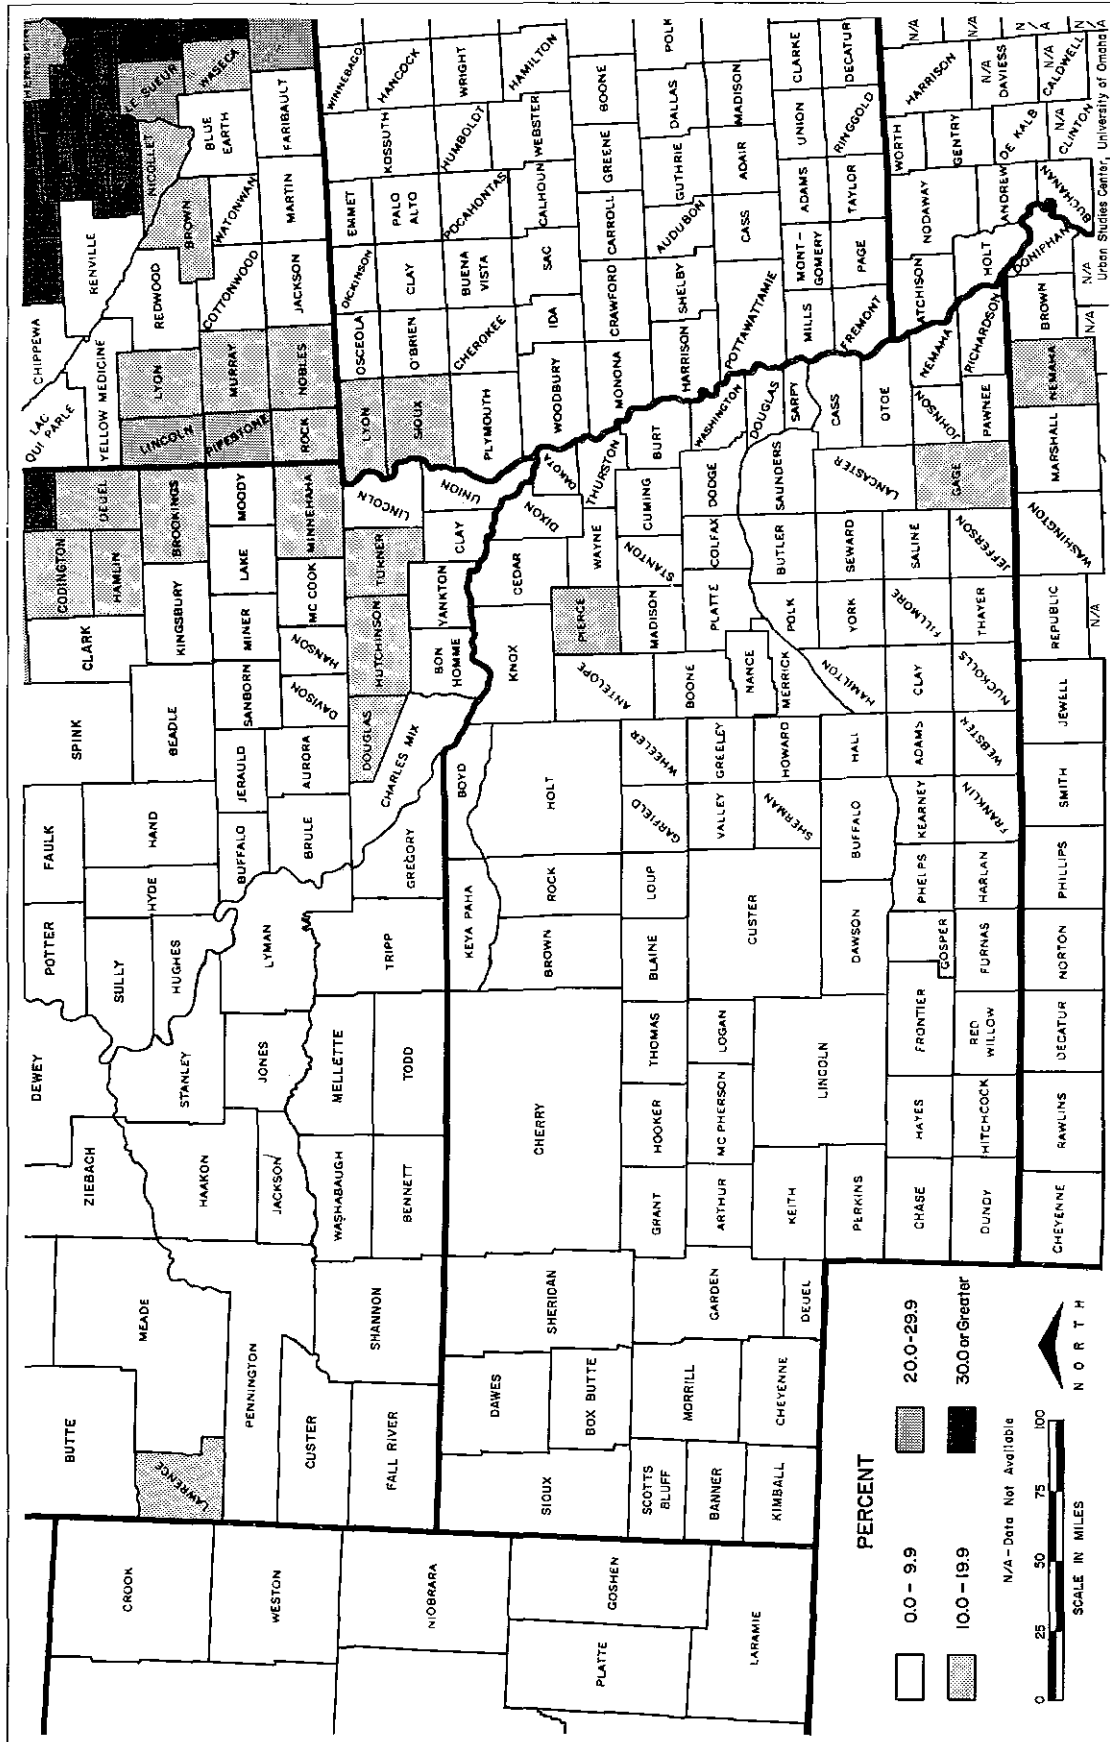 CROOK
WESTON
NIOBRARA
PLATTE
GOSHEN
LARAMIE
BUTTE
LAWRENCE
MEADE
PENNINGTON
CUSTER
FALL RIVER
SHANNON
ZIEBACH
DEWEY
HAAKON
STANLEY
JACKSON
JONES
WASHABAUGH
MELLETTE
BENNETT
TODD
POTTER
FAULK
SULLY
HYDE
HAND
HUGHES
LYMAN
BUFFALO
JERAULD
BRULE
AURORA
TRIPP
GREGORY
SPINK
CLARK
CODINGTON
HAMLIN
DEUEL
BEADLE
KINGSBURY
BROOKINGS
SANBORN
MINER
LAKE
MOODY
DAVISON
HANSON
MC COOK
MINNEHAHA
DOUGLAS
HUTCHINSON
TURNER
LINCOLN
CHARLES MIX
BON
HOMME
YANKTON
CLAY
UNION
SIOUX
DAWES
SHERIDAN
BOX BUTTE
SCOTTS
BLUFF
MORRILL
GARDEN
BANNER
KIMBALL
CHEYENNE
DEUEL
CHERRY
KEYA PAHA
BOYD
BROWN
ROCK
HOLT
KNOX
CEDAR
DIXON
DAKOTA
GRANT
HOOKER
THOMAS
BLAINE
LOUP
GARFIELD
WHEELER
ANTELOPE
PIERCE
WAYNE
THURSTON
MADISON
STANTON
CUMING
BURT
ARTHUR
MC PHERSON
LOGAN
CUSTER
VALLEY
GREELEY
BOONE
NANCE
PLATTE
COLFAX
DODGE
WASHINGTON
KEITH
LINCOLN
SHERMAN
HOWARD
MERRICK
POLK
BUTLER
SAUNDERS
DOUGLAS
SARPY
PERKINS
DAWSON
BUFFALO
HALL
HAMILTON
YORK
SEWARD
LANCASTER
CASS
OTOE
CHASE
HAYES
FRONTIER
GOSPER
PHELPS
KEARNEY
ADAMS
CLAY
FILLMORE
SALINE
GAGE
JOHNSON
NEMAHA
DUNDY
HITCHCOCK
RED
WILLOW
FURNAS
HARLAN
FRANKLIN
WEBSTER
NUCKOLLS
THAYER
JEFFERSON
PAWNEE
RICHARDSON
CHEYENNE
RAWLINS
DECATUR
NORTON
PHILLIPS
SMITH
JEWELL
REPUBLIC
WASHINGTON
MARSHALL
NEMAHA
BROWN
DONIPHAN
N/A
N/A
N/A
LAC
QUI PARLE
CHIPPEWA
YELLOW MEDICINE
RENVILLE
LINCOLN
LYON
REDWOOD
BROWN
NICOLLET
LE SUEUR
PIPESTONE
MURRAY
COTTONWOOD
WATONWAN
BLUE
EARTH
WASECA
ROCK
NOBLES
JACKSON
MARTIN
FARIBAULT
LYON
OSCEOLA
DICKINSON
EMMET
KOSSUTH
WINNEBAGO
SIOUX
O'BRIEN
CLAY
PALO
ALTO
HANCOCK
PLYMOUTH
CHEROKEE
BUENA
VISTA
POCAHONTAS
HUMBOLDT
WRIGHT
WOODBURY
IDA
SAC
CALHOUN
WEBSTER
HAMILTON
MONONA
CRAWFORD
CARROLL
GREENE
BOONE
HARRISON
SHELBY
AUDUBON
GUTHRIE
DALLAS
POLK
POTTAWATTAMIE
CASS
ADAIR
MADISON
MILLS
MONT-
GOMERY
ADAMS
UNION
CLARKE
FREMONT
PAGE
TAYLOR
RINGGOLD
DECATUR
ATCHISON
NODAWAY
WORTH
HARRISON
N/A
GENTRY
N/A
DAVIESS
N/A
HOLT
ANDREW
DE KALB
N/A
CALDWELL
N
/
A
BUCHANAN
N/A
CLINTON
N
/
A
PERCENT
0.0 - 9.9
20.0-29.9
10.0-19.9
30.0 or Greater
N/A - Data Not Available
0 25 50 75 100
SCALE IN MILES
NORTH
Urban Studies Center, University of Omaha